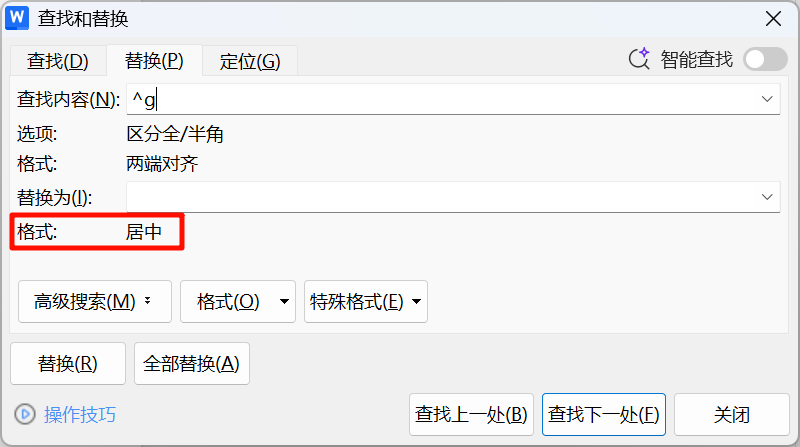 W 查找和替换
查找(D) 替换(P) 定位(G) 智能查找
查找内容(N): ^g
选项: 区分全/半角
格式: 两端对齐
替换为(I):
格式: 居中
高级搜索(M) 格式(O) 特殊格式(E)
替换(R) 全部替换(A)
操作技巧 查找上一处(B) 查找下一处(F) 关闭